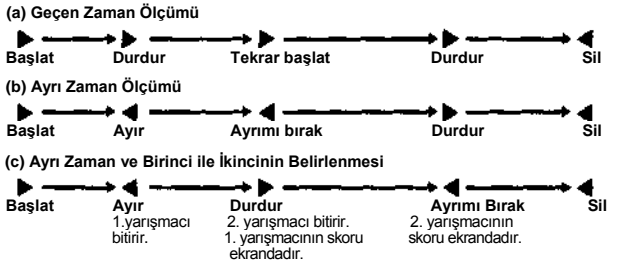 (a) Geçen Zaman Ölçümü
Başlat Durdur Tekrar başlat Durdur Sil
(b) Ayrı Zaman Ölçümü
Başlat Ayır Ayrımı bırak Durdur Sil
(c) Ayrı Zaman ve Birinci ile İkincinin Belirlenmesi
Başlat Ayır Durdur Ayrımı Bırak Sil
1.yarışmacı 2. yarışmacı bitirir. 2. yarışmacının
bitirir. 1. yarışmacının skoru skoru ekrandadır.
ekrandadır.